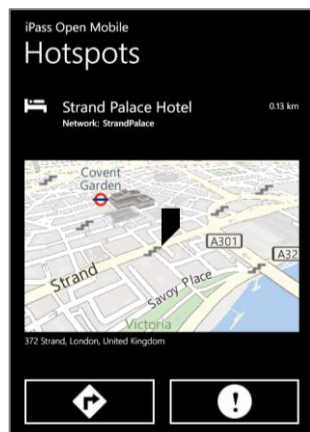 iPass Open Mobile
Hotspots
Strand Palace Hotel
0.13 km
Network: StrandPalace
Covent
Garden
A301
A32
Strand
Savoy Place
Victoria
372 Strand, London, United Kingdom